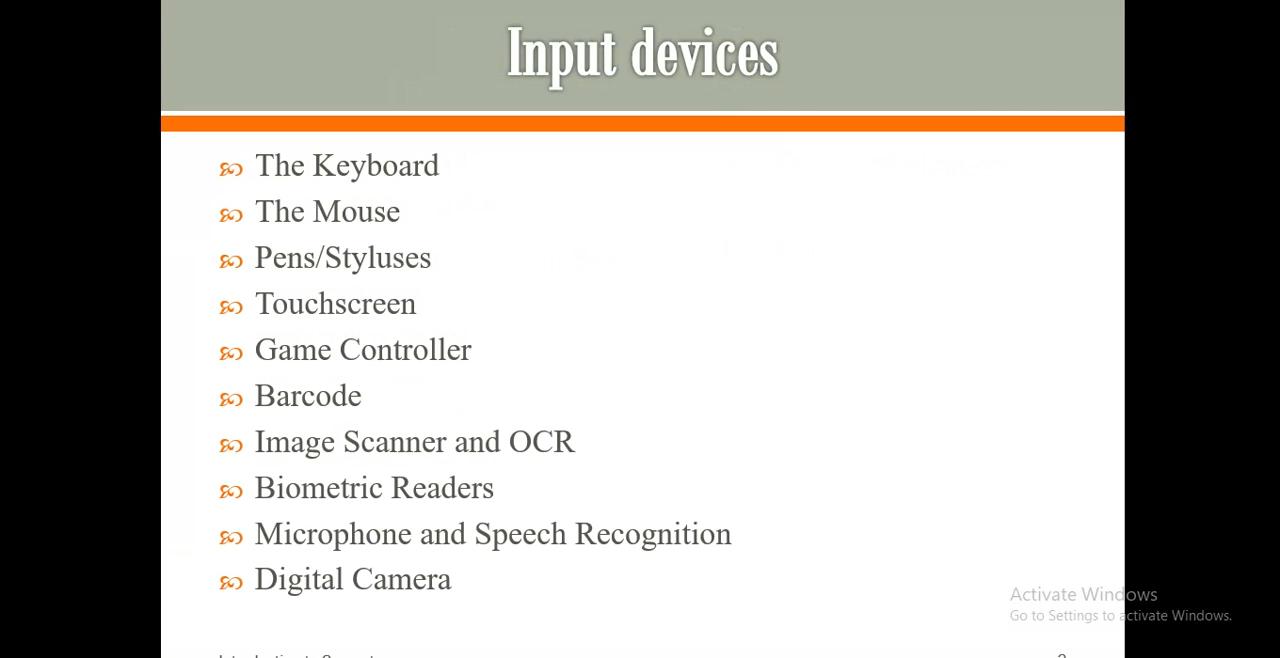 Input devices
The Keyboard
The Mouse
Pens/Styluses
Touchscreen
Game Controller
Barcode
Image Scanner and OCR
Biometric Readers
Microphone and Speech Recognition
Digital Camera
Activate Windows
Go to Settings to activate Windows.